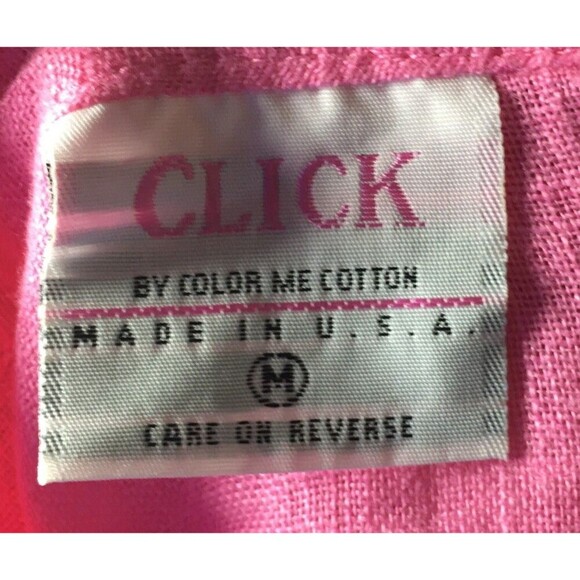 CLICK
BY COLOR ME COTTON
MADE IN U.S.A.
M
CARE ON REVERSE